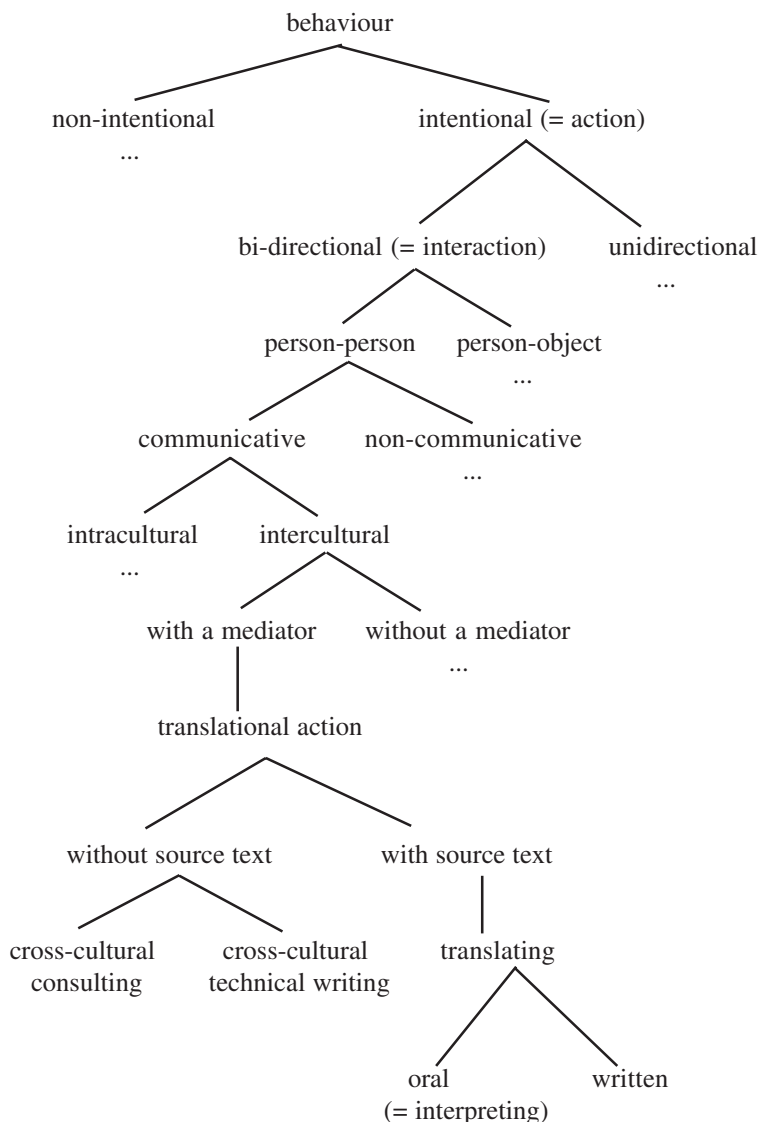 behaviour
non-intentional intentional (= action)
...
bi-directional (= interaction) unidirectional
...
person-person person-object
...
communicative non-communicative
...
intracultural intercultural
...
with a mediator without a mediator
...
translational action
without source text with source text
cross-cultural cross-cultural translating
consulting technical writing
oral written
(= interpreting)